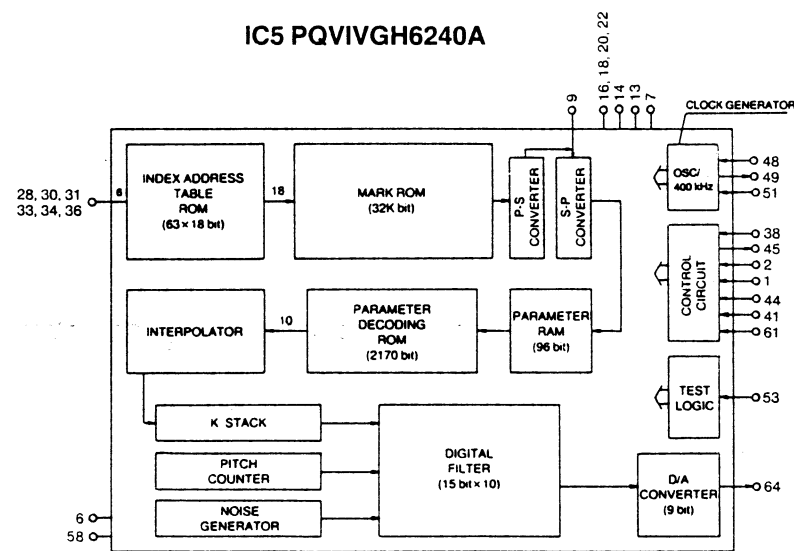 IC5 PQVIVGH6240A
9
16, 18, 20, 22
14
13
7
CLOCK GENERATOR
28, 30, 31
33, 34, 36
6
INDEX ADDRESS
TABLE
ROM
(63 × 18 bit)
18
MARK ROM
(32K bit)
P-S
CONVERTER
S-P
CONVERTER
OSC/
400 kHz
48
49
51
INTERPOLATOR
10
PARAMETER
DECODING
ROM
(2170 bit)
PARAMETER
RAM
(96 bit)
CONTROL
CIRCUIT
38
45
2
1
44
41
61
TEST
LOGIC
53
K STACK
PITCH
COUNTER
NOISE
GENERATOR
DIGITAL
FILTER
(15 bit × 10)
D/A
CONVERTER
(9 bit)
64
6
58